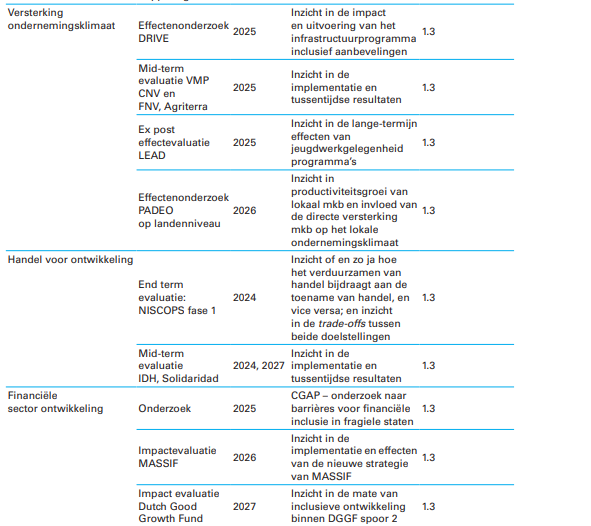 Versterking
ondernemingsklimaat
Effectenonderzoek
DRIVE
2025
Inzicht in de impact
en uitvoering van het
infrastructuurprogramma
inclusief aanbevelingen
1.3
Mid-term
evaluatie VMP
CNV en
FNV, Agriterra
2025
Inzicht in de
implementatie en
tussentijdse resultaten
1.3
Ex post
effectevaluatie
LEAD
2025
Inzicht in de lange-termijn
effecten van
jeugdwerkgelegenheid
programma’s
1.3
Effectenonderzoek
PADEO
op landenniveau
2026
Inzicht in
productiviteitsgroei van
lokaal mkb en invloed van
de directe versterking
mkb op het lokale
ondernemingsklimaat
1.3
Handel voor ontwikkeling
End term
evaluatie:
NISCOPS fase 1
2024
Inzicht of en zo ja hoe
het verduurzamen van
handel bijdraagt aan de
toename van handel, en
vice versa; en inzicht
in de trade-offs tussen
beide doelstellingen
1.3
Mid-term
evaluatie
IDH, Solidaridad
2024, 2027
Inzicht in de
implementatie en
tussentijdse resultaten
1.3
Financiële
sector ontwikkeling
Onderzoek
2025
CGAP – onderzoek naar
barrières voor financiële
inclusie in fragiele staten
1.3
Impactevaluatie
MASSIF
2026
Inzicht in de
implementatie en effecten
van de nieuwe strategie
van MASSIF
1.3
Impact evaluatie
Dutch Good
Growth Fund
2027
Inzicht in de mate van
inclusieve ontwikkeling
binnen DGGF spoor 2
1.3